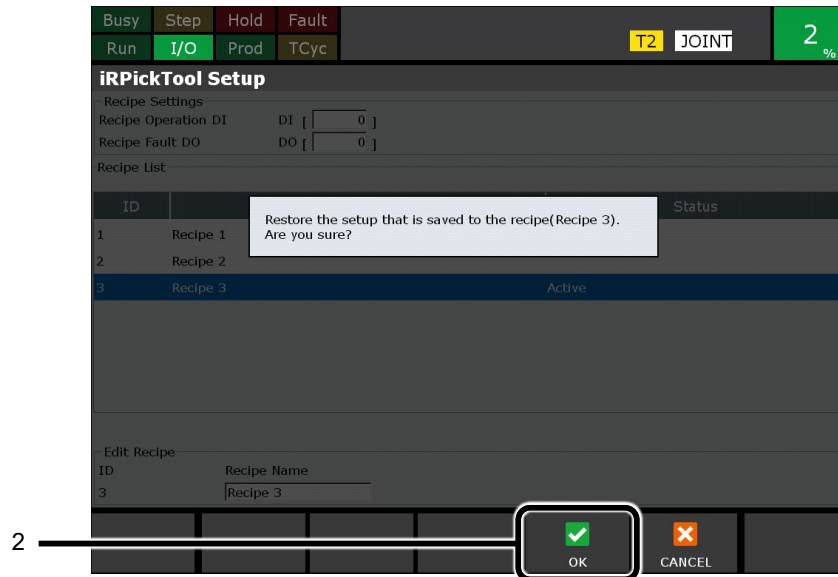 Busy Step Hold Fault
Run I/O Prod TCyc
T2 JOINT
2 %
iRPickTool Setup
Recipe Settings
Recipe Operation DI DI [ 0 ]
Recipe Fault DO DO [ 0 ]
Recipe List
ID Status
Restore the setup that is saved to the recipe(Recipe 3).
Are you sure?
1 Recipe 1
2 Recipe 2
3 Recipe 3 Active
Edit Recipe
ID Recipe Name
3 Recipe 3
2
OK CANCEL